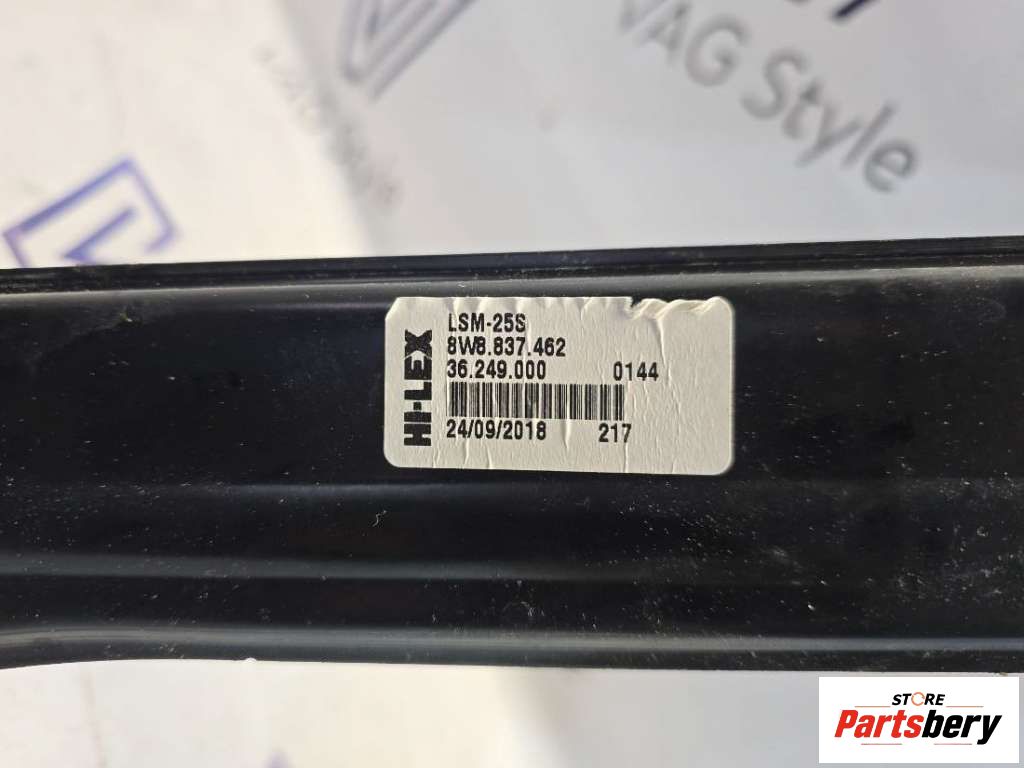 VAG Style
HI-LEX
LSM-25S
8W8.837.462
36.249.000 0144
24/09/2018 217
STORE
Partsbery